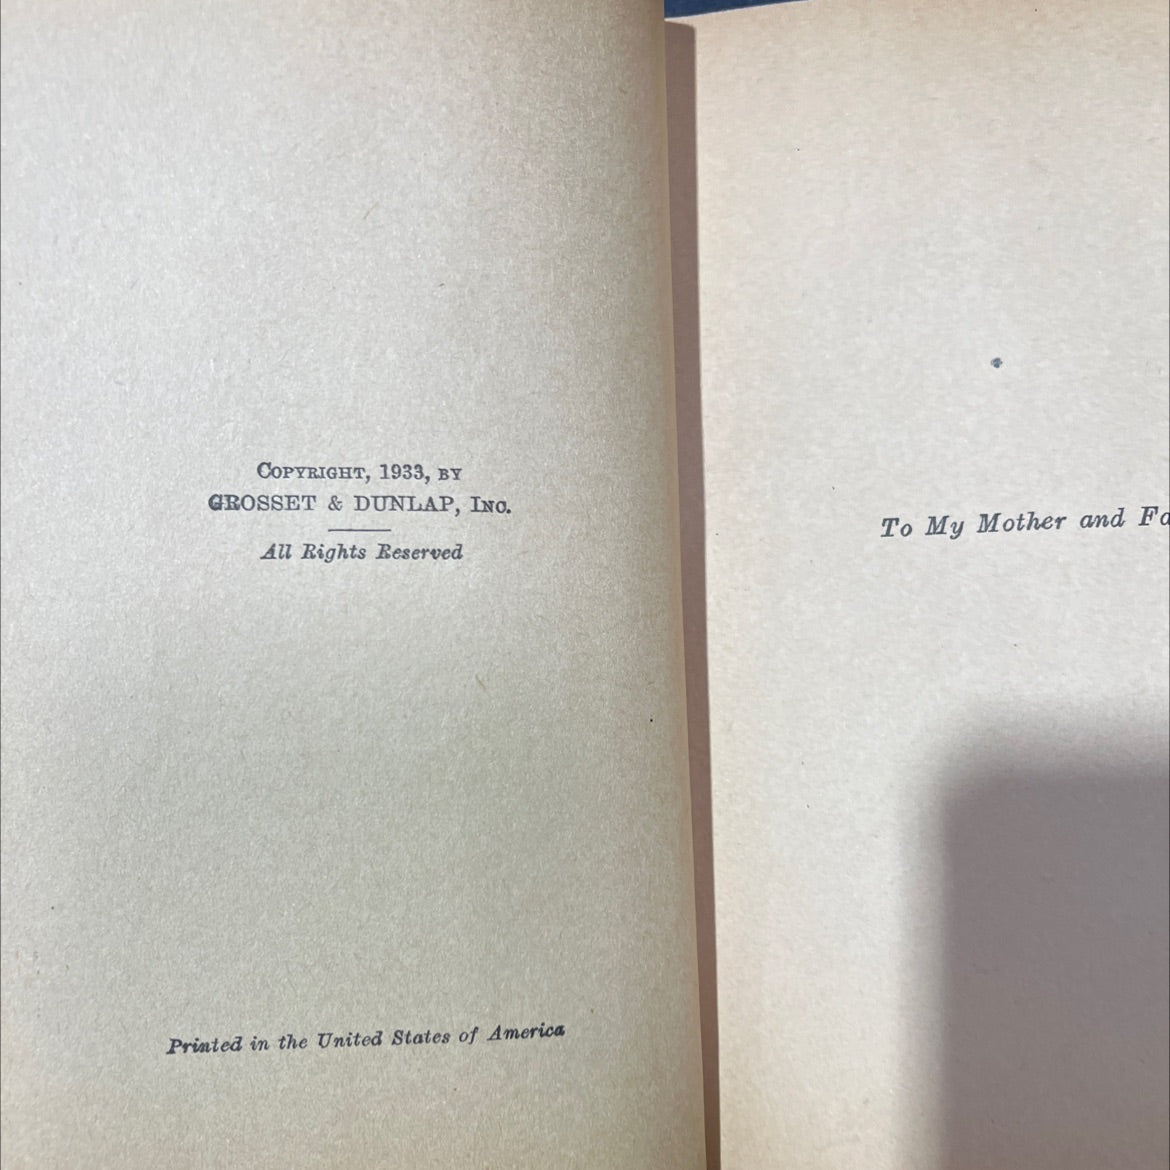 Copyright, 1933, by
GROSSET & DUNLAP, Inc.
All Rights Reserved
Printed in the United States of America
To My Mother and